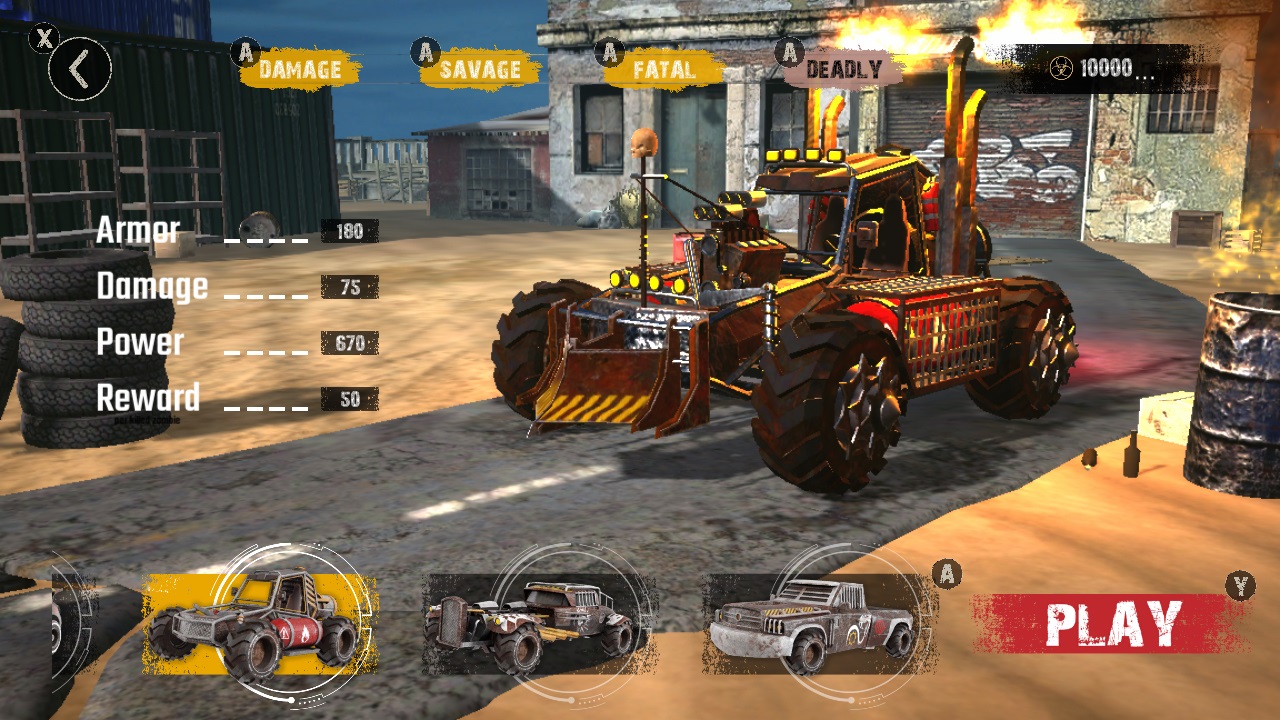 X
A DAMAGE A SAVAGE A FATAL A DEADLY 10000...
Armor 180
Damage 75
Power 670
Reward 50
A Y
PLAY